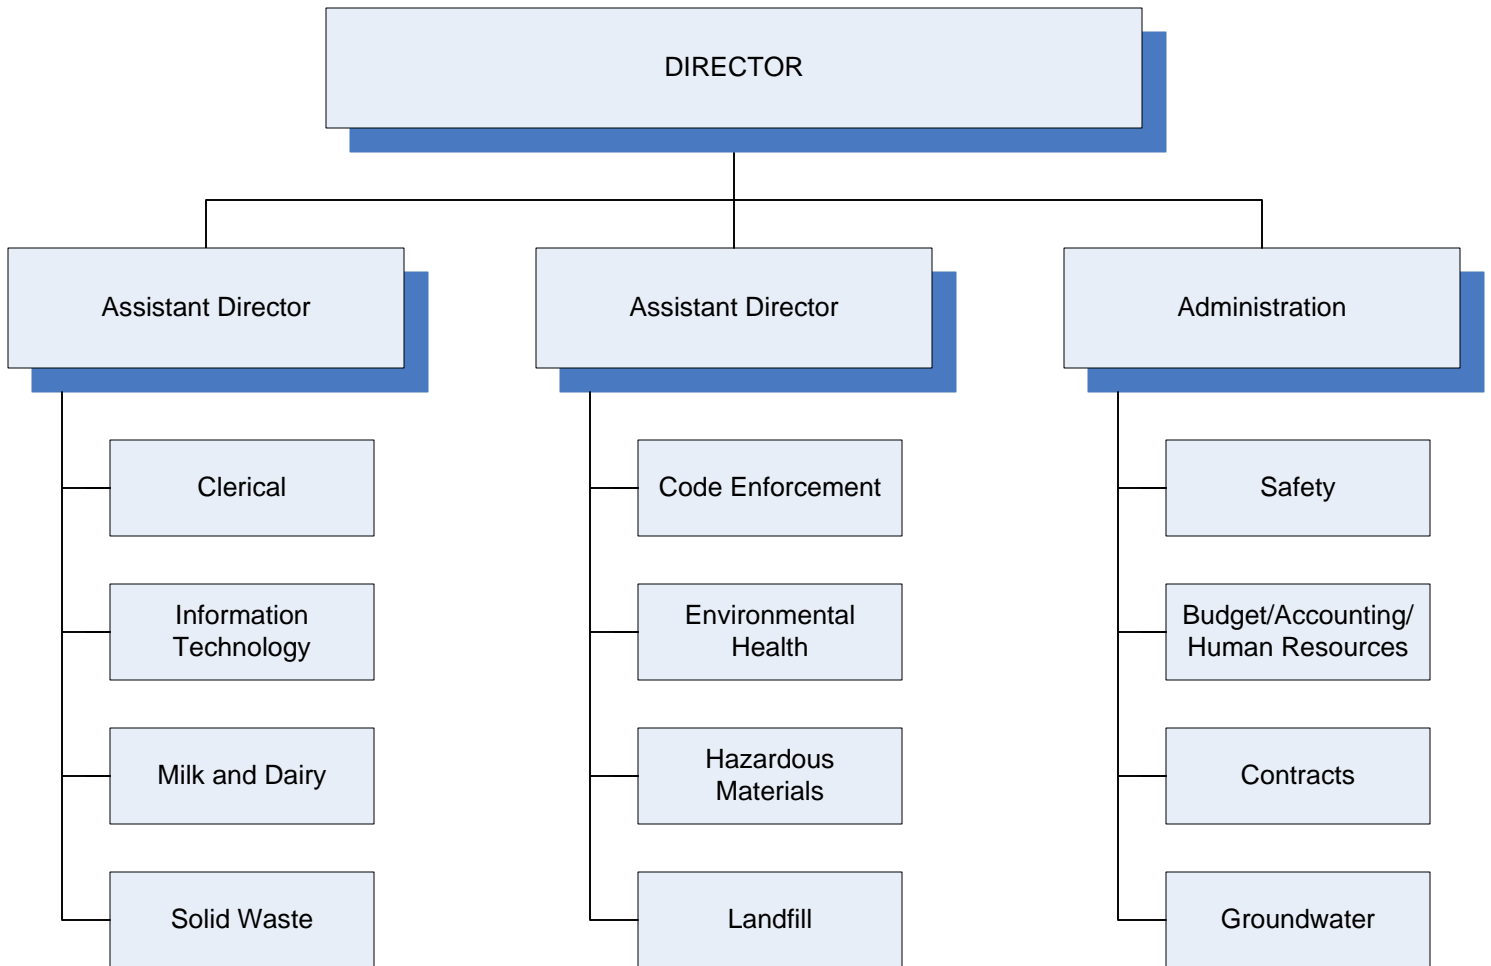 DIRECTOR
Assistant Director
Assistant Director
Administration
Clerical
Information
Technology
Milk and Dairy
Solid Waste
Code Enforcement
Environmental
Health
Hazardous
Materials
Landfill
Safety
Budget/Accounting/
Human Resources
Contracts
Groundwater